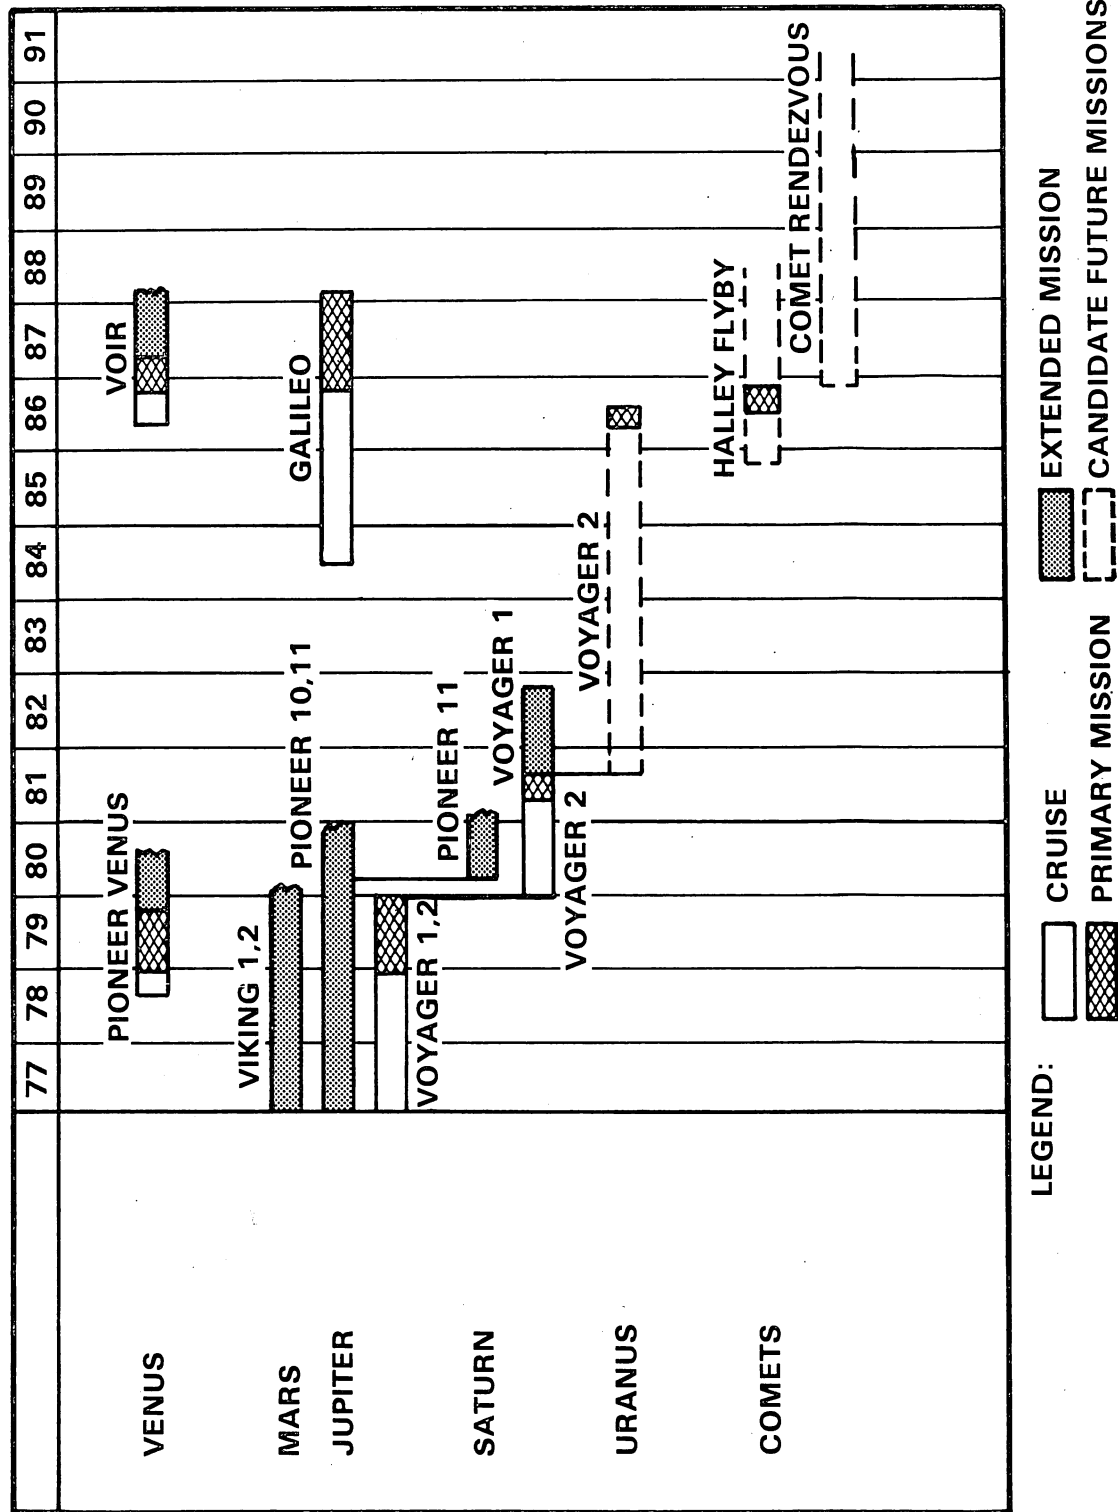 77 78 79 80 81 82 83 84 85 86 87 88 89 90 91
VENUS
PIONEER VENUS
VOIR
MARS
VIKING 1,2
JUPITER
PIONEER 10,11
GALILEO
VOYAGER 1,2
SATURN
PIONEER 11
VOYAGER 1
VOYAGER 2
URANUS
VOYAGER 2
COMETS
HALLEY FLYBY
COMET RENDEZVOUS
LEGEND:
CRUISE
EXTENDED MISSION
PRIMARY MISSION
CANDIDATE FUTURE MISSIONS